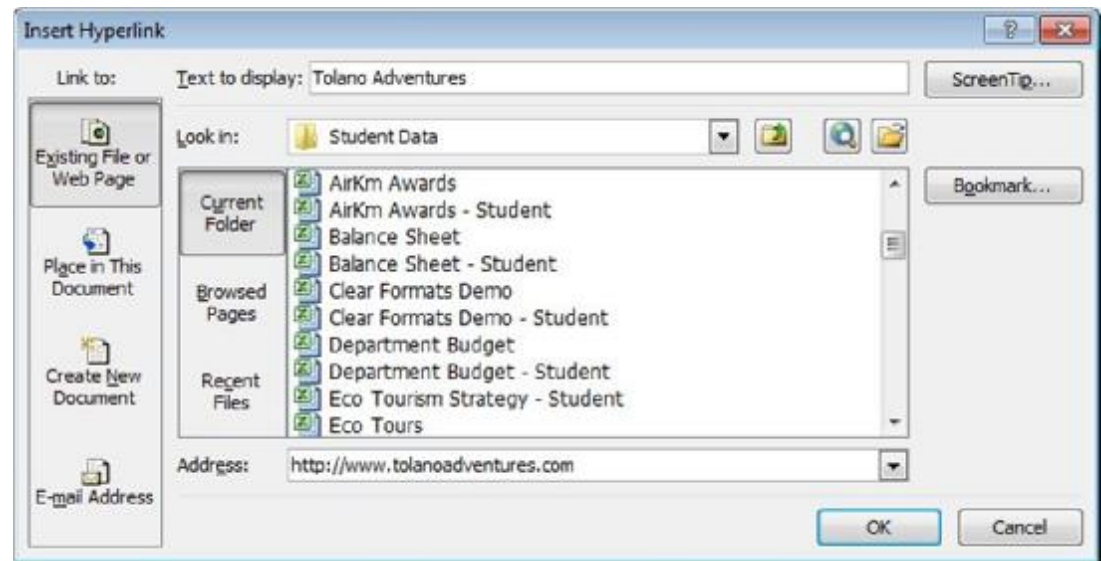 Insert Hyperlink
Link to:
Text to display: Tolano Adventures
ScreenTip...
Existing File or
Web Page
Place in This
Document
Create New
Document
E-mail Address
Look in: Student Data
Current
Folder
Browsed
Pages
Recent
Files
AirKm Awards
AirKm Awards - Student
Balance Sheet
Balance Sheet - Student
Clear Formats Demo
Clear Formats Demo - Student
Department Budget
Department Budget - Student
Eco Tourism Strategy - Student
Eco Tours
Bookmark...
Address: http://www.tolanoadventures.com
OK
Cancel